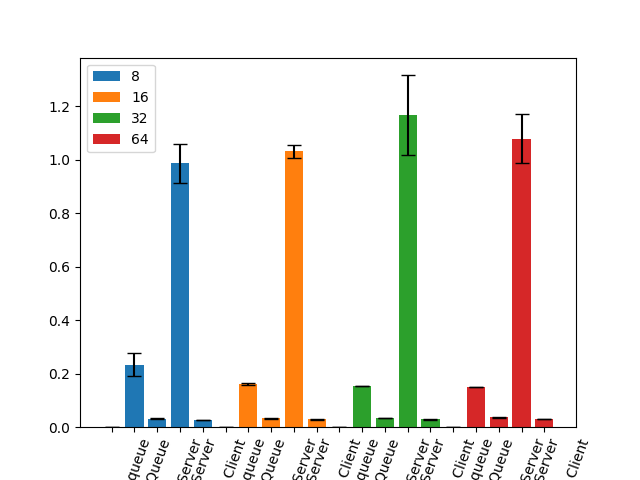 8
16
32
64
1.2
1.0
0.8
0.6
0.4
0.2
0.0
queue
Queue
Server
Server
Client
queue
Queue
Server
Server
Client
queue
Queue
Server
Server
Client
queue
Queue
Server
Server
Client